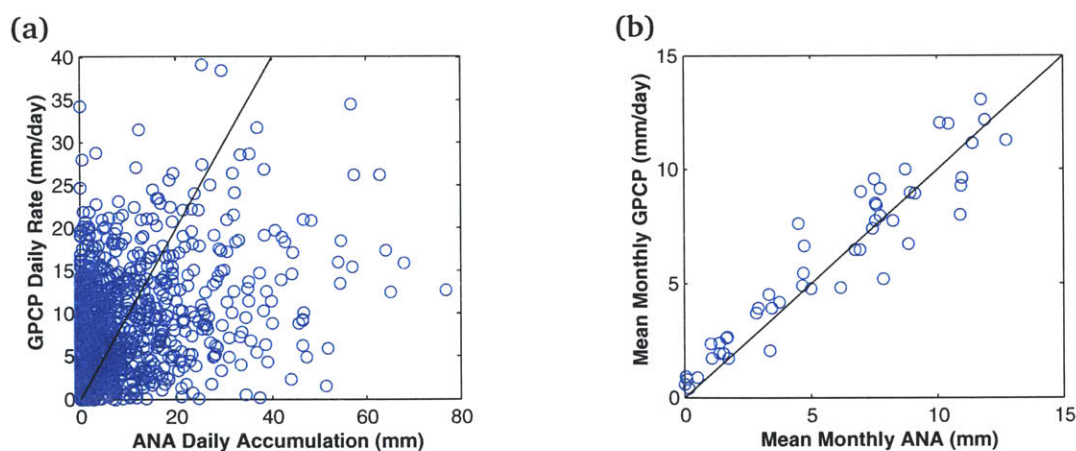 (a)
GPCP Daily Rate (mm/day)
40
35
30
25
20
15
10
5
0
0 20 40 60 80
ANA Daily Accumulation (mm)
(b)
Mean Monthly GPCP (mm/day)
15
10
5
0
0 5 10 15
Mean Monthly ANA (mm)